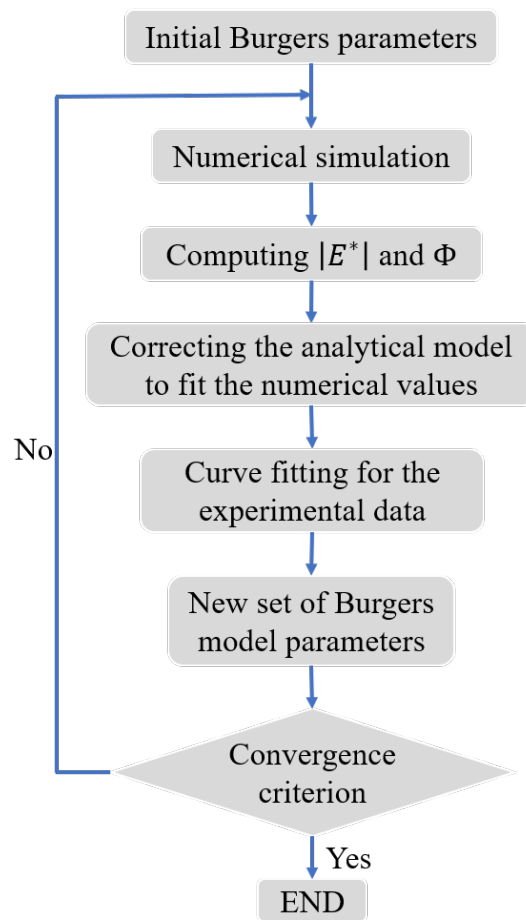 Initial Burgers parameters
Numerical simulation
Computing |E*| and Φ
Correcting the analytical model
to fit the numerical values
No
Curve fitting for the
experimental data
New set of Burgers
model parameters
Convergence
criterion
Yes
END